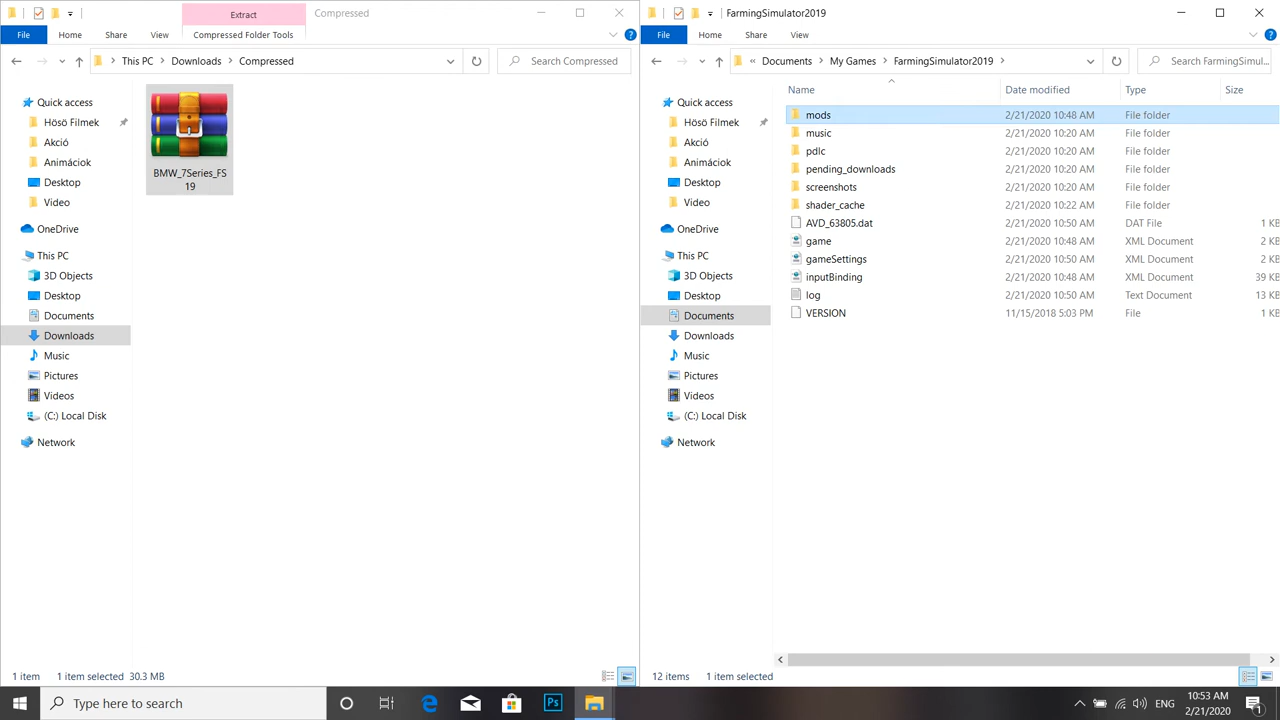 Extract
Compressed
File
Home
Share
View
Compressed Folder Tools
This PC
Downloads
Compressed
Search Compressed
Quick access
Hösö Filmek
Akció
Animáciok
Desktop
Video
OneDrive
This PC
3D Objects
Desktop
Documents
Downloads
Music
Pictures
Videos
(C:) Local Disk
Network
BMW_7Series_FS
19
1 item
1 item selected
30.3 MB
FarmingSimulator2019
File
Home
Share
View
« Documents
My Games
FarmingSimulator2019
Search FarmingSimul...
Quick access
Hösö Filmek
Akció
Animáciok
Desktop
Video
OneDrive
This PC
3D Objects
Desktop
Documents
Downloads
Music
Pictures
Videos
(C:) Local Disk
Network
Name Date modified Type Size
mods 2/21/2020 10:48 AM File folder
music 2/21/2020 10:20 AM File folder
pdlc 2/21/2020 10:20 AM File folder
pending_downloads 2/21/2020 10:20 AM File folder
screenshots 2/21/2020 10:20 AM File folder
shader_cache 2/21/2020 10:22 AM File folder
AVD_63805.dat 2/21/2020 10:50 AM DAT File 1 KB
game 2/21/2020 10:48 AM XML Document 2 KB
gameSettings 2/21/2020 10:50 AM XML Document 2 KB
inputBinding 2/21/2020 10:48 AM XML Document 39 KB
log 2/21/2020 10:50 AM Text Document 13 KB
VERSION 11/15/2018 5:03 PM File 1 KB
12 items
1 item selected
Type here to search
Ps
ENG
10:53 AM
2/21/2020
1